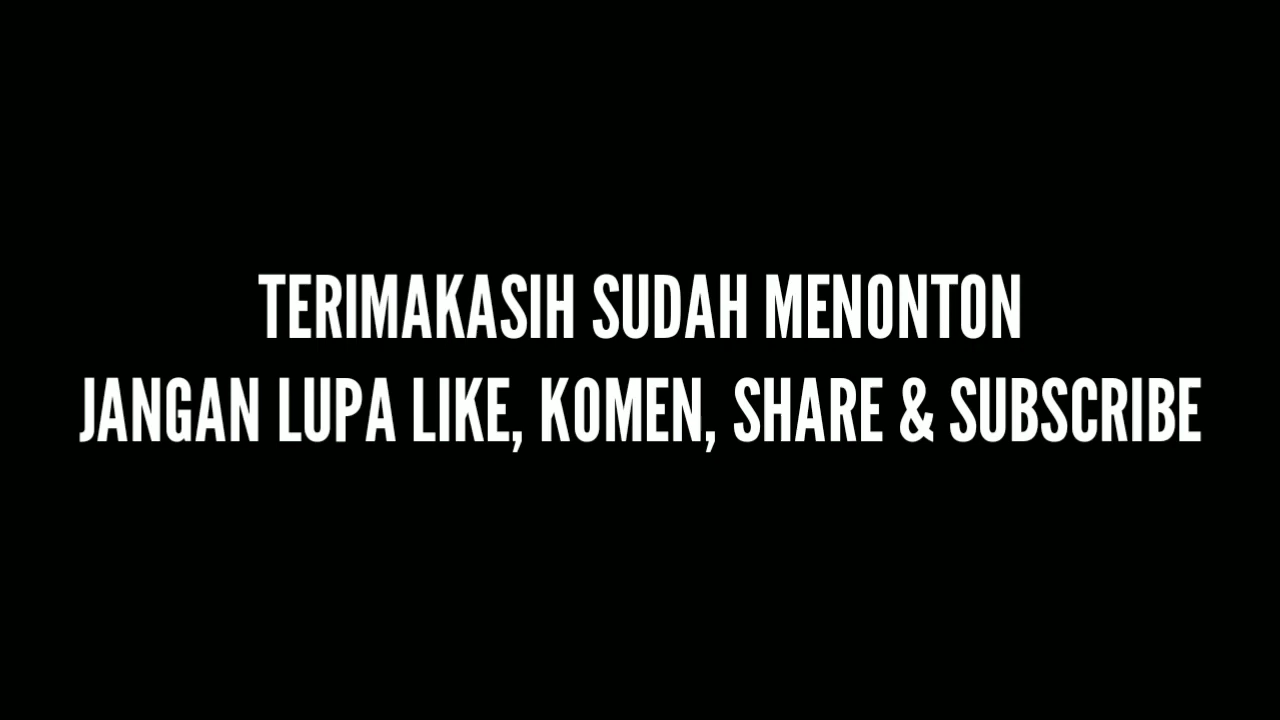 TERIMAKASIH SUDAH MENONTON
JANGAN LUPA LIKE, KOMEN, SHARE & SUBSCRIBE